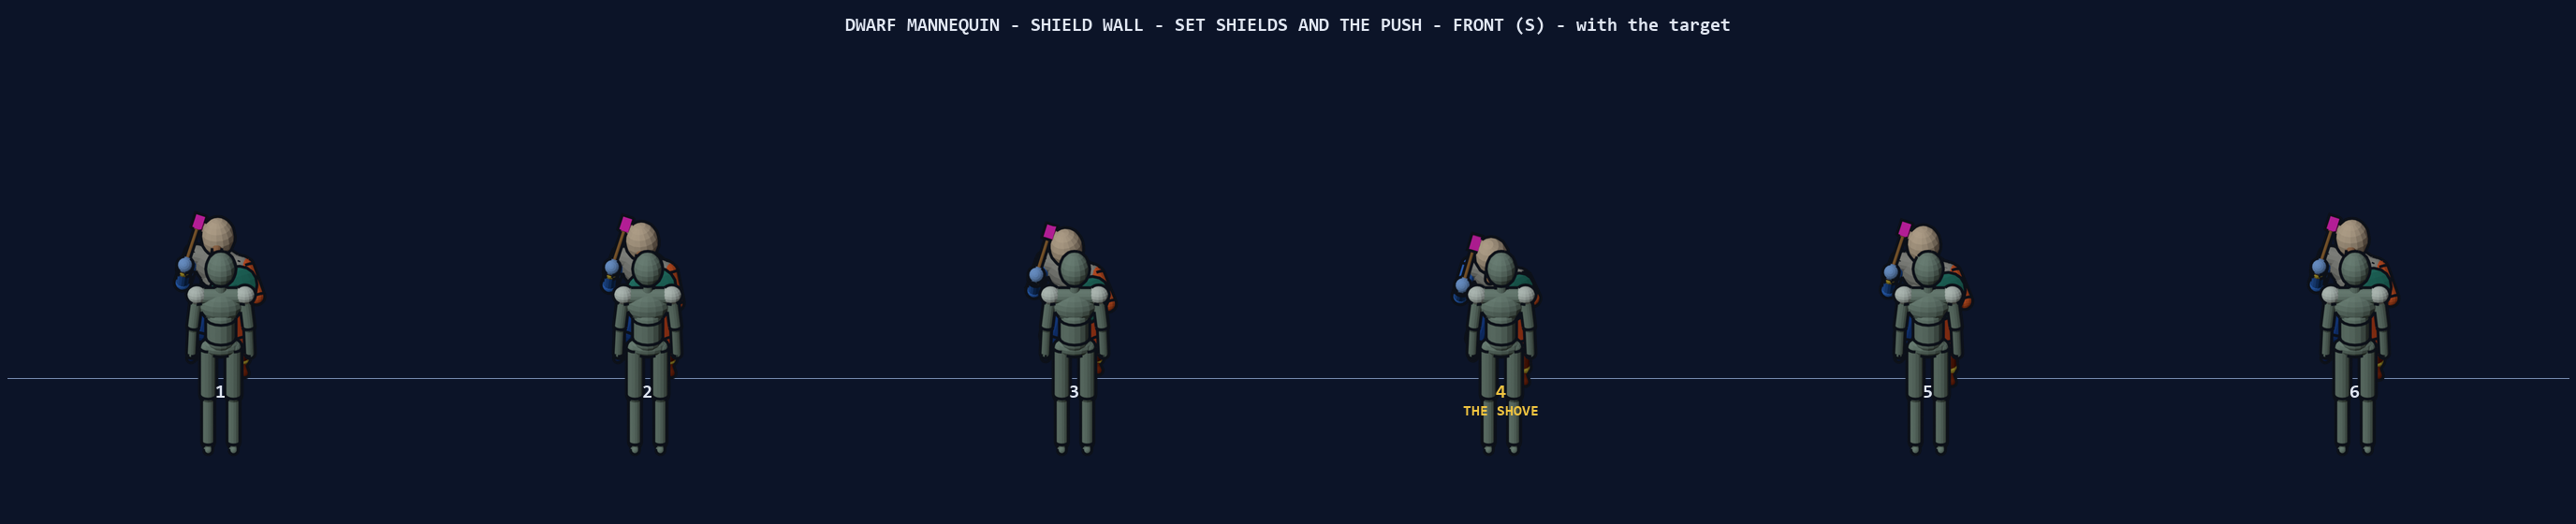 DWARF MANNEQUIN - SHIELD WALL - SET SHIELDS AND THE PUSH - FRONT (S) - with the target
1 2 3 4 5 6
THE SHOVE